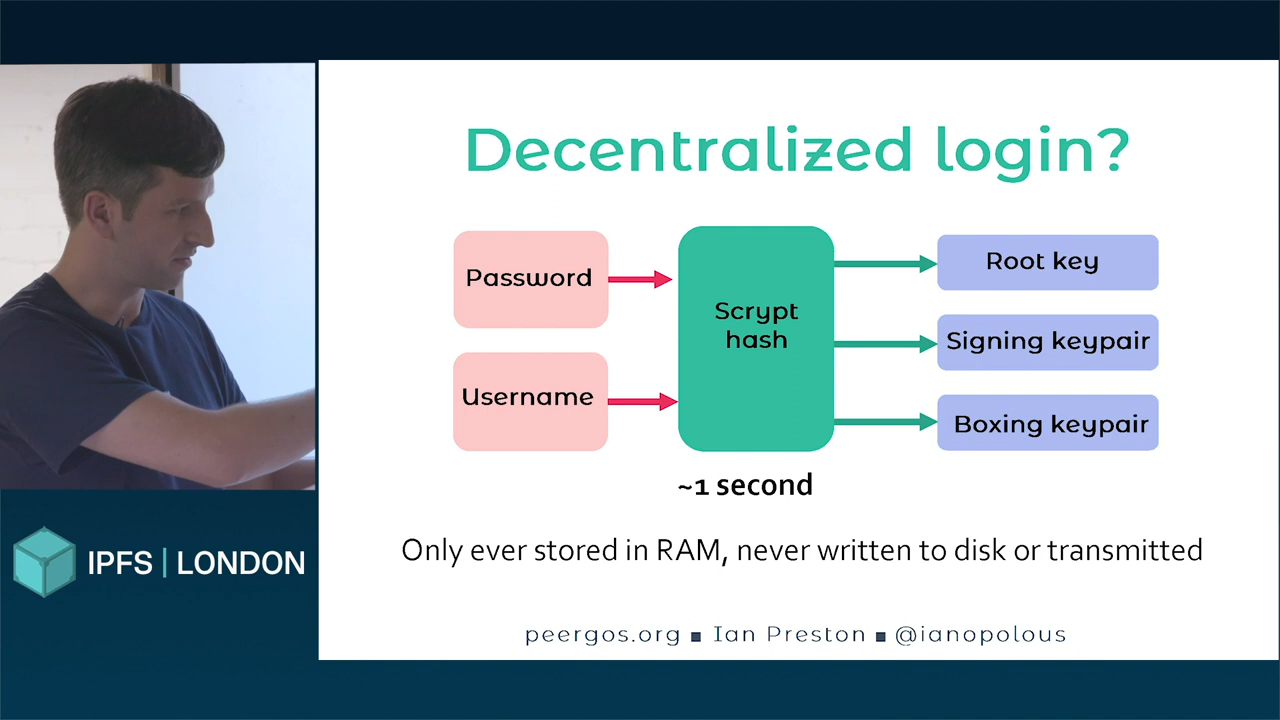 Decentralized login?
Password
Username
Scrypt
hash
Root key
Signing keypair
Boxing keypair
~1 second
Only ever stored in RAM, never written to disk or transmitted
peergos.org ■ Ian Preston ■ @ianopolous
IPFS | LONDON